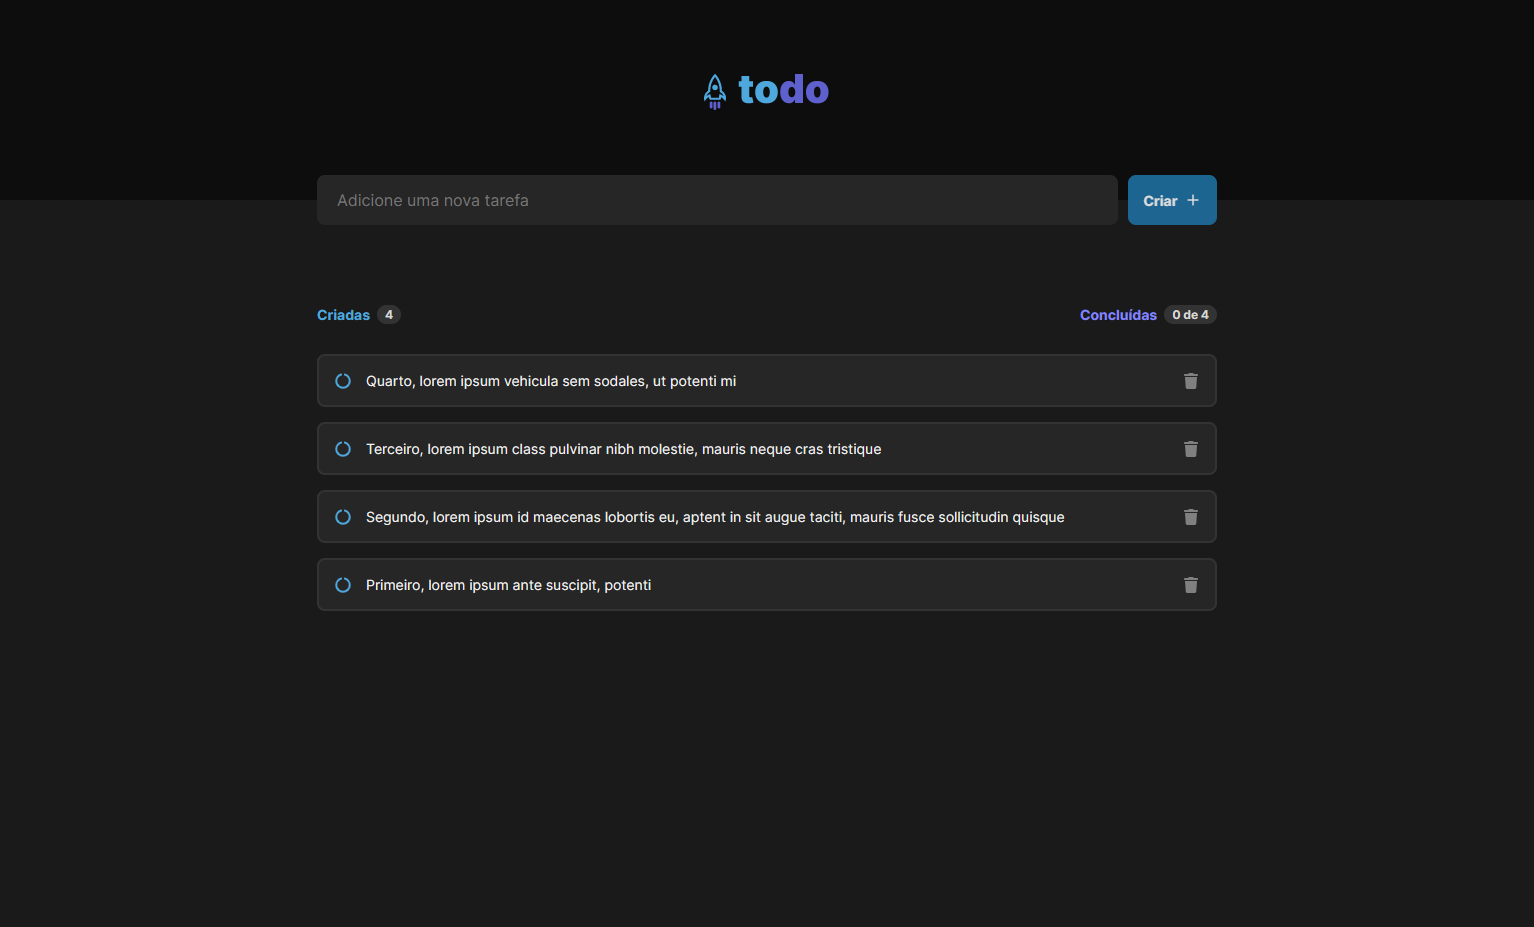 todo
Adicione uma nova tarefa
Criar
Criadas 4
Concluídas 0 de 4
Quarto, lorem ipsum vehicula sem sodales, ut potenti mi
Terceiro, lorem ipsum class pulvinar nibh molestie, mauris neque cras tristique
Segundo, lorem ipsum id maecenas lobortis eu, aptent in sit augue taciti, mauris fusce sollicitudin quisque
Primeiro, lorem ipsum ante suscipit, potenti